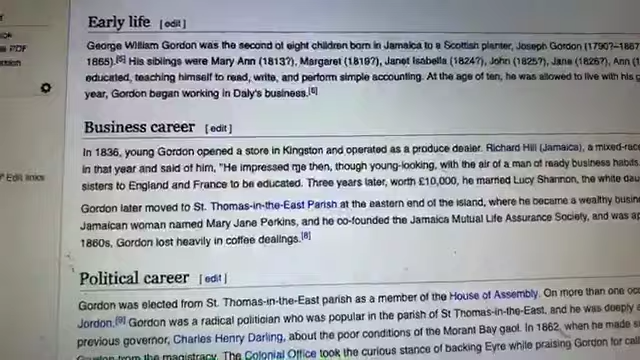 Early life [edit]
George William Gordon was the second of eight children born in Jamaica to a Scottish planter, Joseph Gordon (1790?–1867
1865).[5] His siblings were Mary Ann (1813?), Margaret (1819?), Janet Isabella (1824?), John (1825?), Jane (1826?), Ann (1
educated, teaching himself to read, write, and perform simple accounting. At the age of ten, he was allowed to live with his g
year, Gordon began working in Daly's business.[6]
Business career [edit]
In 1836, young Gordon opened a store in Kingston and operated as a produce dealer. Richard Hill (Jamaica), a mixed-rac
in that year and said of him, "He impressed me then, though young-looking, with the air of a man of ready business habits.
sisters to England and France to be educated. Three years later, worth £10,000, he married Lucy Shannon, the white dau
Gordon later moved to St. Thomas-in-the-East Parish at the eastern end of the island, where he became a wealthy busin
Jamaican woman named Mary Jane Perkins, and he co-founded the Jamaica Mutual Life Assurance Society, and was ap
1860s, Gordon lost heavily in coffee dealings.[8]
Political career [edit]
Gordon was elected from St. Thomas-in-the-East parish as a member of the House of Assembly. On more than one occ
Jordon.[9] Gordon was a radical politician who was popular in the parish of St Thomas-in-the-East, and he was deeply a
previous governor, Charles Henry Darling, about the poor conditions of the Morant Bay gaol. In 1862, when he made s
from the magistracy. The Colonial Office took the curious stance of backing Eyre while praising Gordon for
PDF
Edit links